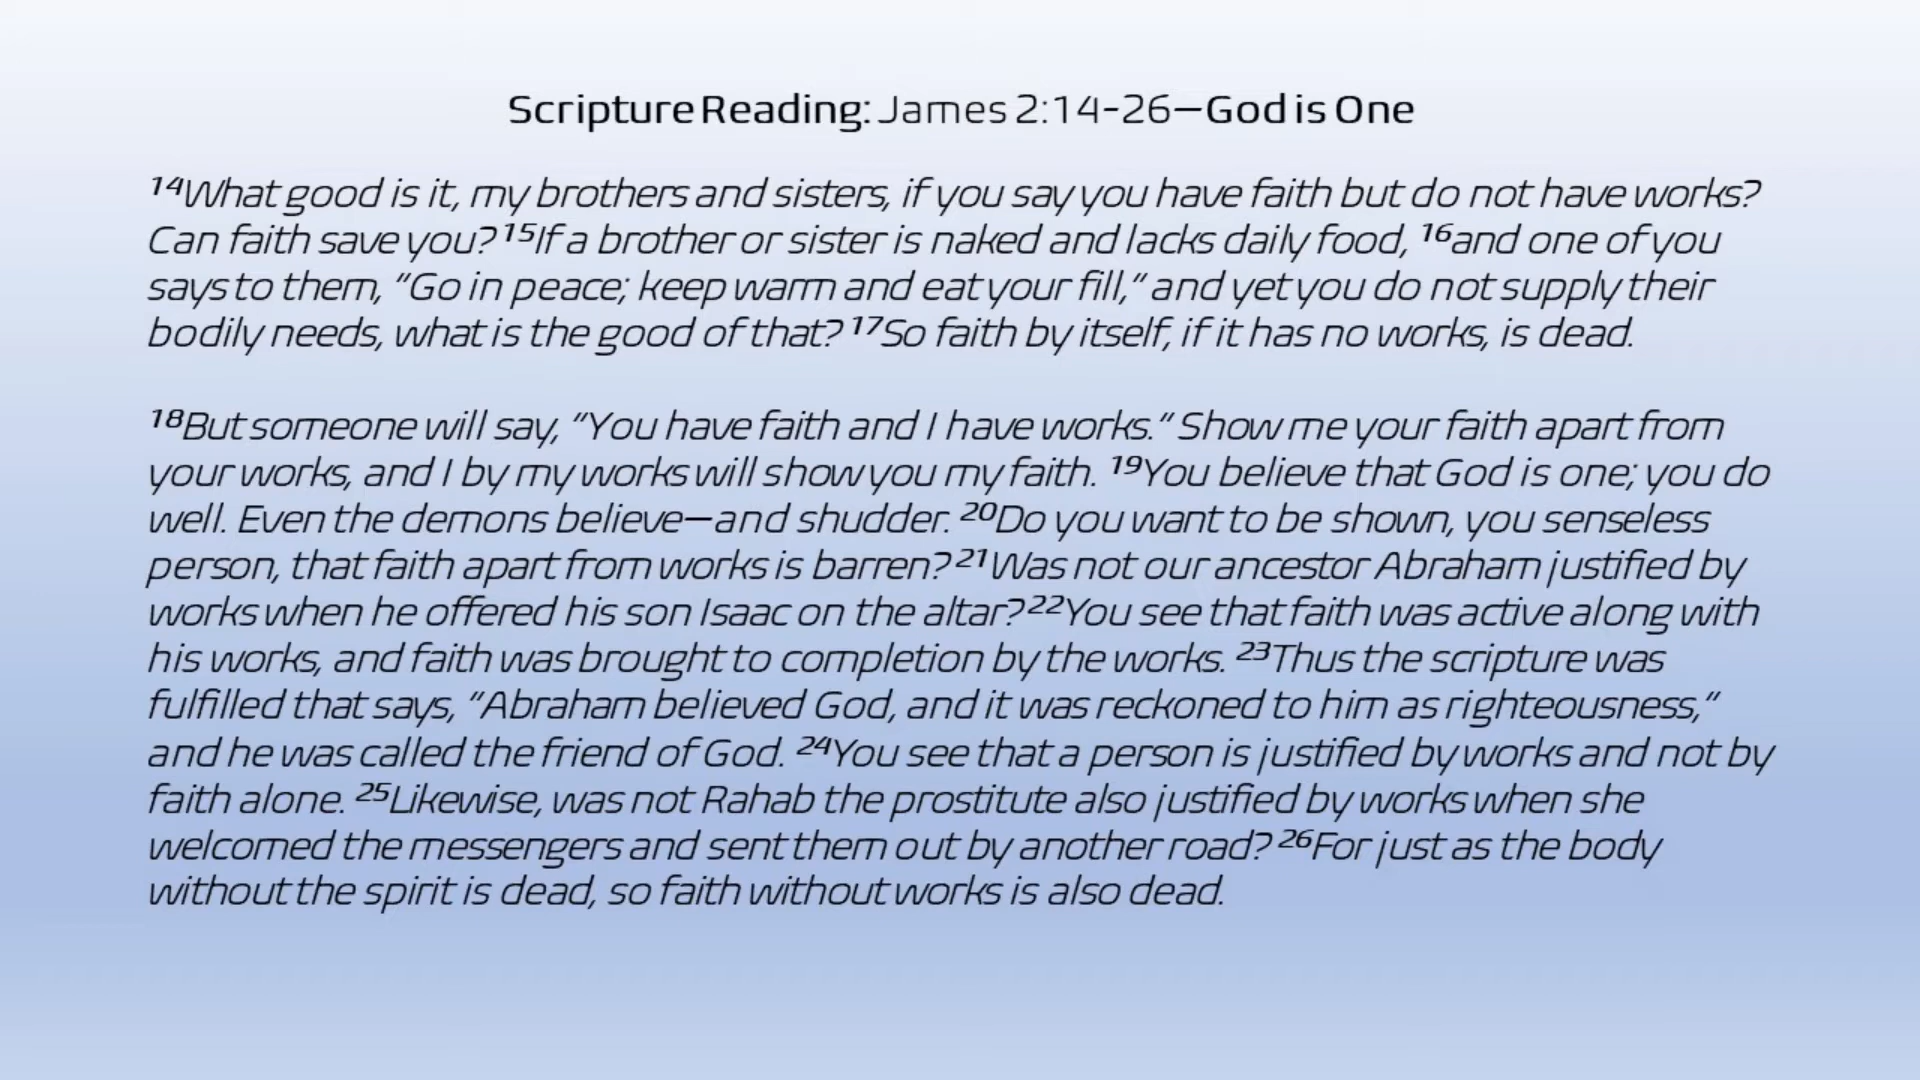 Scripture Reading: James 2:14-26—God is One
14What good is it, my brothers and sisters, if you say you have faith but do not have works?
Can faith save you? 15If a brother or sister is naked and lacks daily food, 16and one of you
says to them, "Go in peace; keep warm and eat your fill," and yet you do not supply their
bodily needs, what is the good of that? 17So faith by itself, if it has no works, is dead.
18But someone will say, "You have faith and I have works." Show me your faith apart from
your works, and I by my works will show you my faith. 19You believe that God is one; you do
well. Even the demons believe—and shudder. 20Do you want to be shown, you senseless
person, that faith apart from works is barren? 21Was not our ancestor Abraham justified by
works when he offered his son Isaac on the altar? 22You see that faith was active along with
his works, and faith was brought to completion by the works. 23Thus the scripture was
fulfilled that says, "Abraham believed God, and it was reckoned to him as righteousness,"
and he was called the friend of God. 24You see that a person is justified by works and not by
faith alone. 25Likewise, was not Rahab the prostitute also justified by works when she
welcomed the messengers and sent them out by another road? 26For just as the body
without the spirit is dead, so faith without works is also dead.